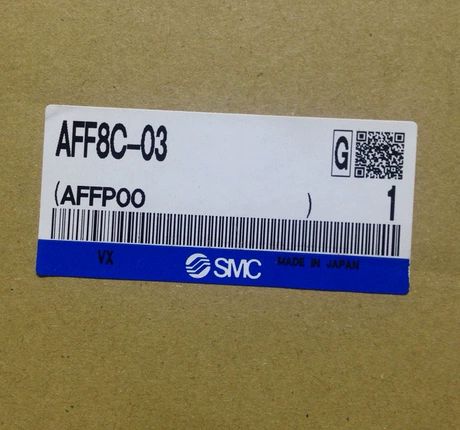 AFF8C-03
G
(AFFP00 )
1
VX
SMC
MADE IN JAPAN